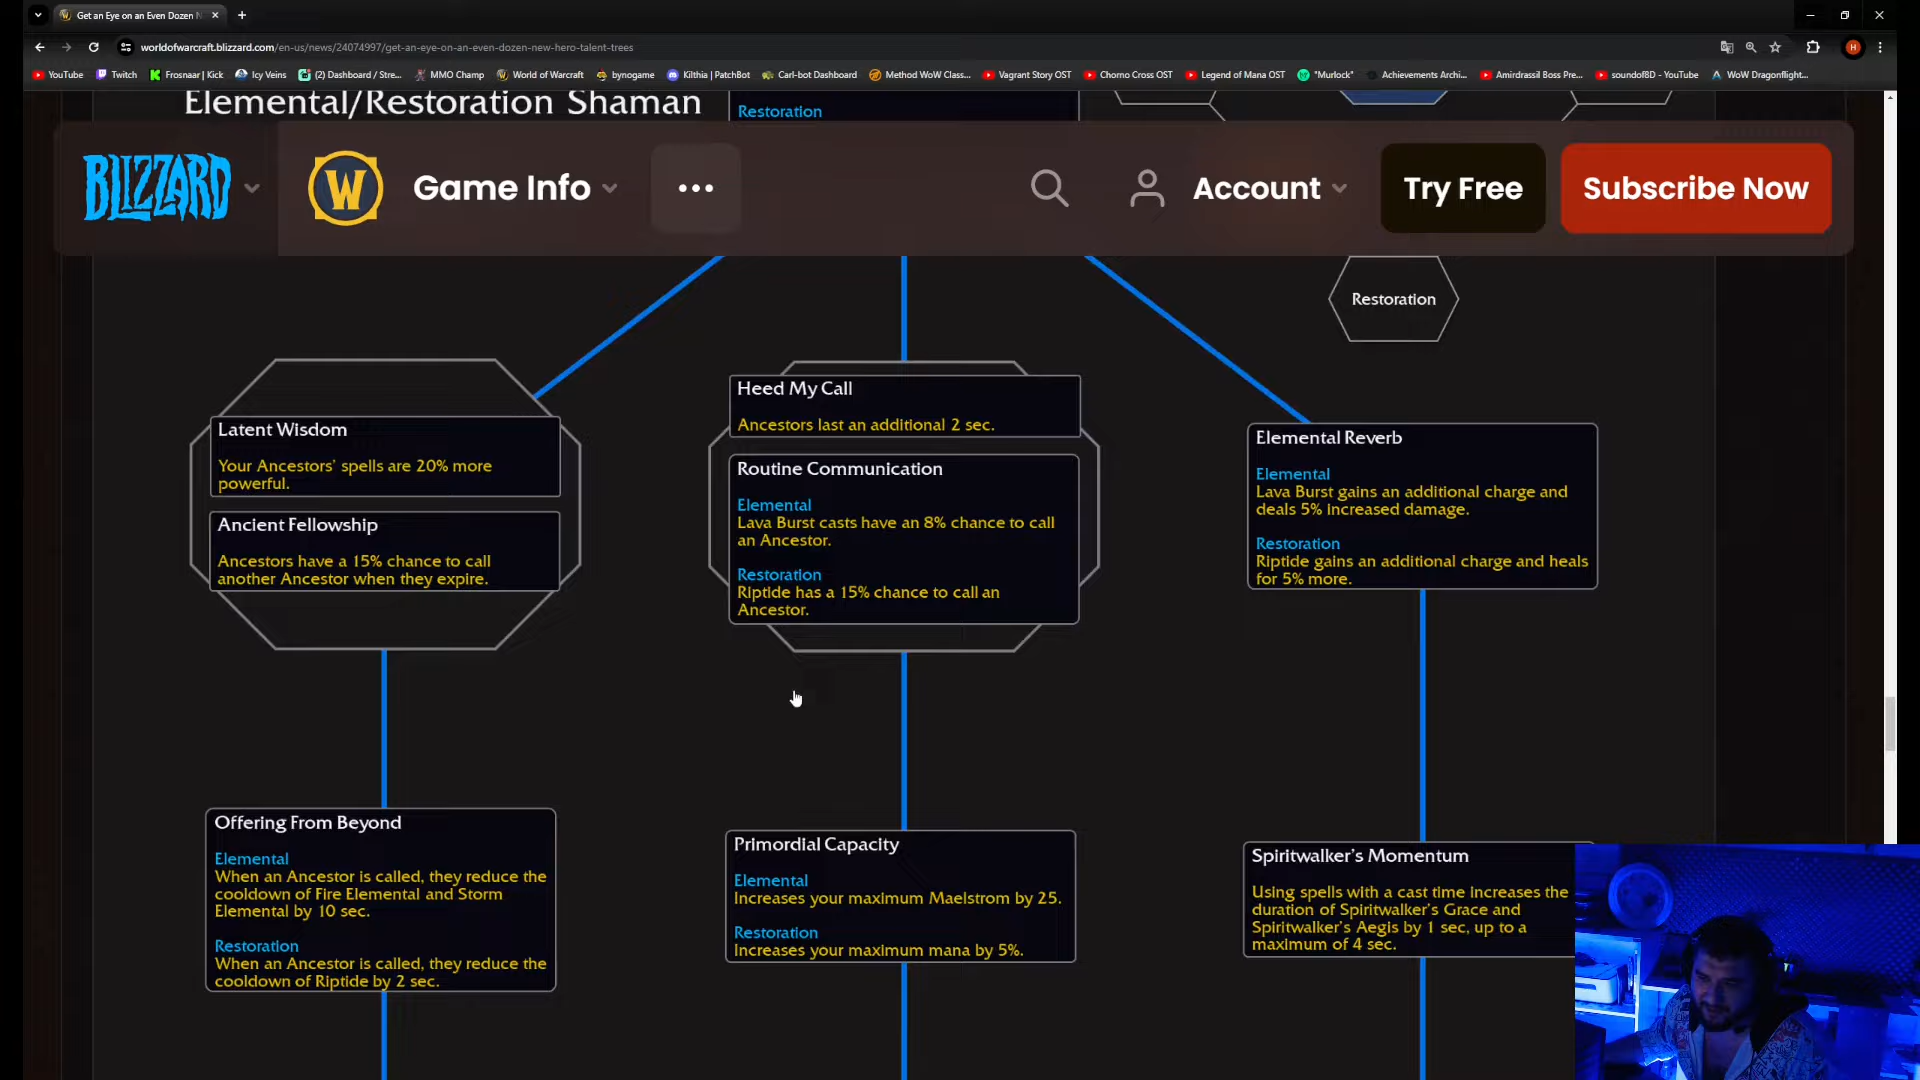 Get an Eye on an Even Dozen N
worldofwarcraft.blizzard.com/en-us/news/24074997/get-an-eye-on-an-even-dozen-new-hero-talent-trees
H
YouTube
Twitch
Frosnaar | Kick
Icy Veins
(2) Dashboard / Stre...
MMO Champ
World of Warcraft
bynogame
Kilthia | PatchBot
Carl-bot Dashboard
Method WoW Class...
Vagrant Story OST
Chorno Cross OST
Legend of Mana OST
"Murlock"
Achievements Archi...
Amirdrassil Boss Pre...
soundof8D - YouTube
WoW Dragonflight...
Elemental/Restoration Shaman
Restoration
BLIZZARD
W
Game Info
Account
Try Free
Subscribe Now
Restoration
Latent Wisdom
Your Ancestors' spells are 20% more
powerful.
Ancient Fellowship
Ancestors have a 15% chance to call
another Ancestor when they expire.
Heed My Call
Ancestors last an additional 2 sec.
Routine Communication
Elemental
Lava Burst casts have an 8% chance to call
an Ancestor.
Restoration
Riptide has a 15% chance to call an
Ancestor.
Elemental Reverb
Elemental
Lava Burst gains an additional charge and
deals 5% increased damage.
Restoration
Riptide gains an additional charge and heals
for 5% more.
Offering From Beyond
Elemental
When an Ancestor is called, they reduce the
cooldown of Fire Elemental and Storm
Elemental by 10 sec.
Restoration
When an Ancestor is called, they reduce the
cooldown of Riptide by 2 sec.
Primordial Capacity
Elemental
Increases your maximum Maelstrom by 25.
Restoration
Increases your maximum mana by 5%.
Spiritwalker's Momentum
Using spells with a cast time increases the
duration of Spiritwalker's Grace and
Spiritwalker's Aegis by 1 sec, up to a
maximum of 4 sec.